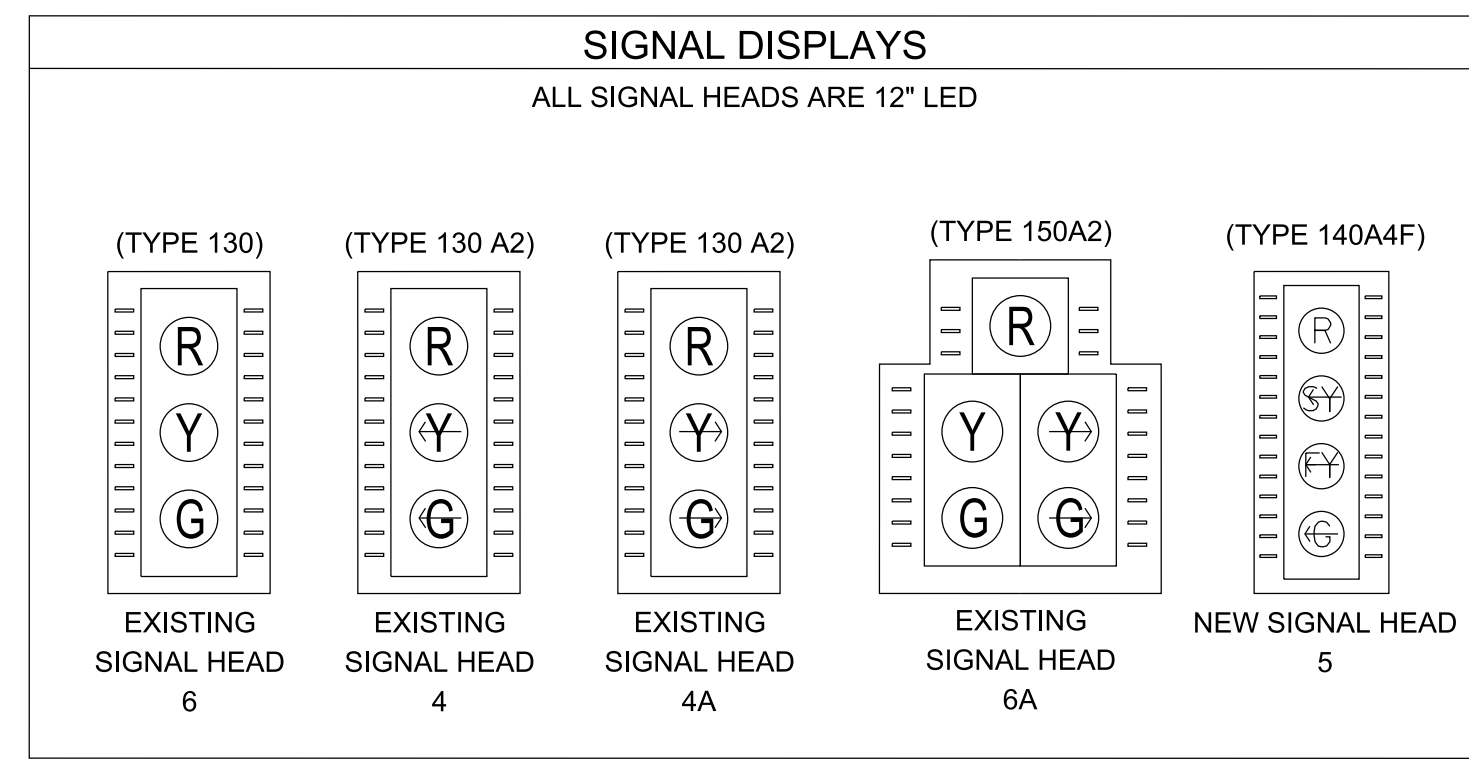 SIGNAL DISPLAYS
ALL SIGNAL HEADS ARE 12" LED
(TYPE 130)
R
Y
G
EXISTING
SIGNAL HEAD
6
(TYPE 130 A2)
R
Y
G
EXISTING
SIGNAL HEAD
4
(TYPE 130 A2)
R
Y
G
EXISTING
SIGNAL HEAD
4A
(TYPE 150A2)
R
Y Y
G G
EXISTING
SIGNAL HEAD
6A
(TYPE 140A4F)
R
SY
FY
G
NEW SIGNAL HEAD
5